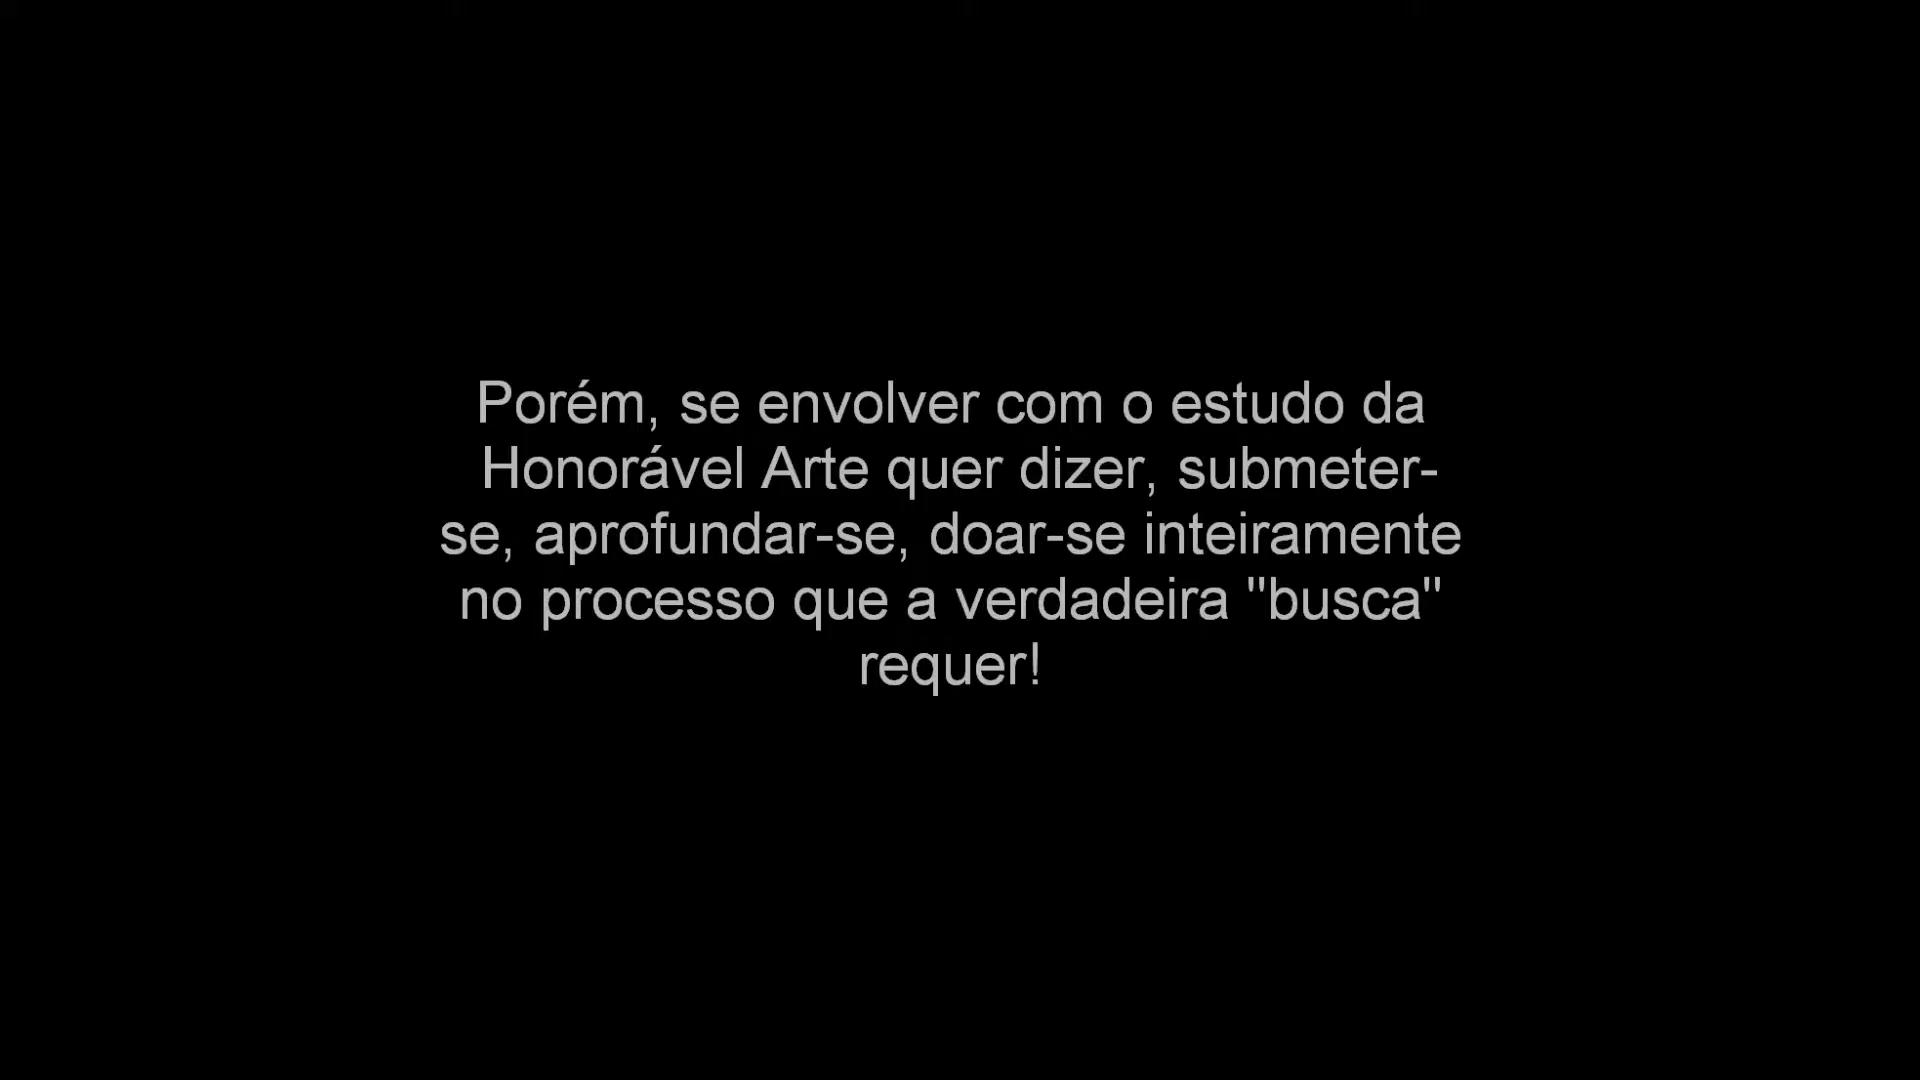 Porém, se envolver com o estudo da
Honorável Arte quer dizer, submeter-
se, aprofundar-se, doar-se inteiramente
no processo que a verdadeira "busca"
requer!